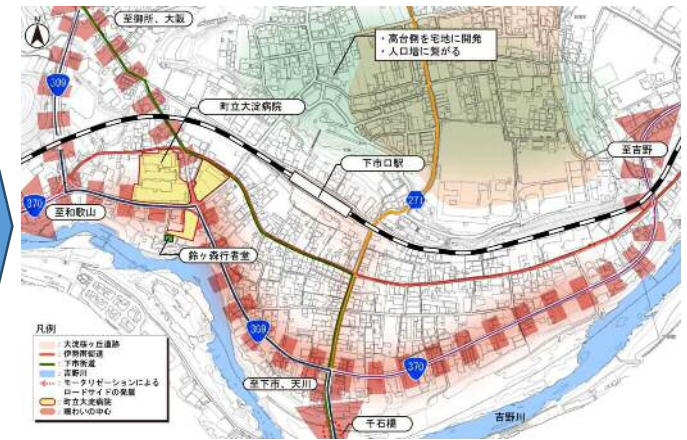 至御所、大阪
・高台側を宅地に開発
・人口増に繋がる
309
町立大淀病院
下市口駅
至吉野
271
370
至和歌山
鈴ヶ森行者堂
309
370
至下市、天川
千石橋
吉野川
凡例
：大淀桜ヶ丘遺跡
：伊勢南街道
：下市街道
：吉野川
：モータリゼーションによる
ロードサイドの発展
：町立大淀病院
：賑わいの中心